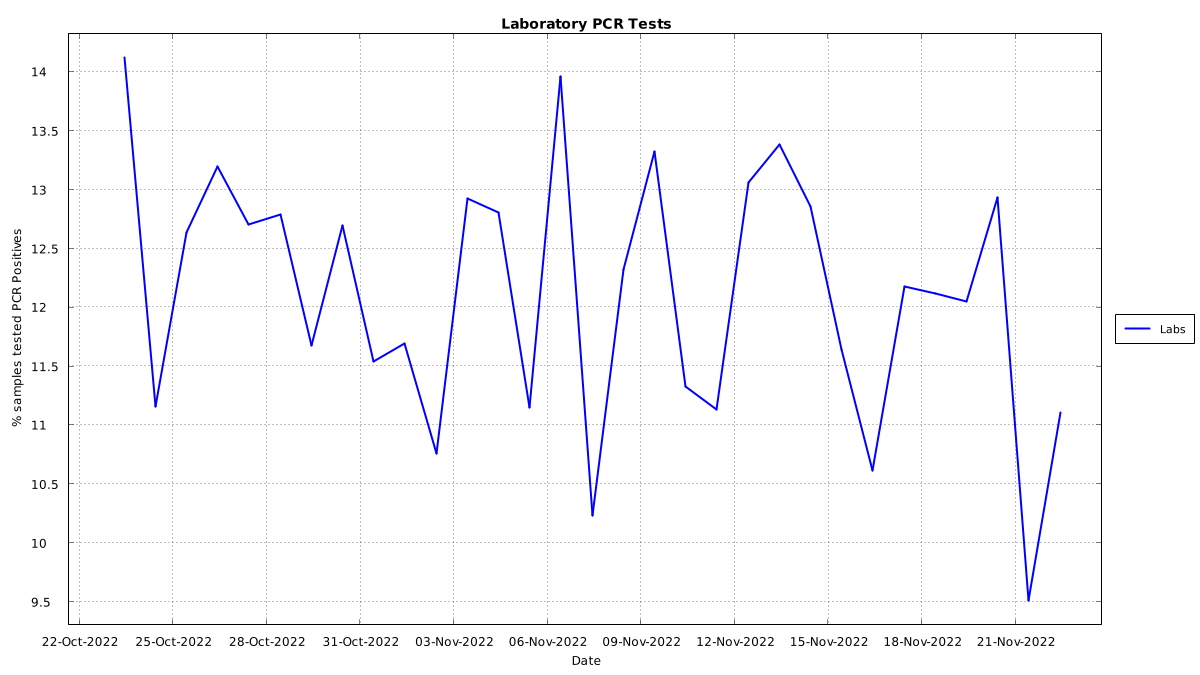 Laboratory PCR Tests
% samples tested PCR Positives
14
13.5
13
12.5
12
11.5
11
10.5
10
9.5
22-Oct-2022 25-Oct-2022 28-Oct-2022 31-Oct-2022 03-Nov-2022 06-Nov-2022 09-Nov-2022 12-Nov-2022 15-Nov-2022 18-Nov-2022 21-Nov-2022
Date
Labs